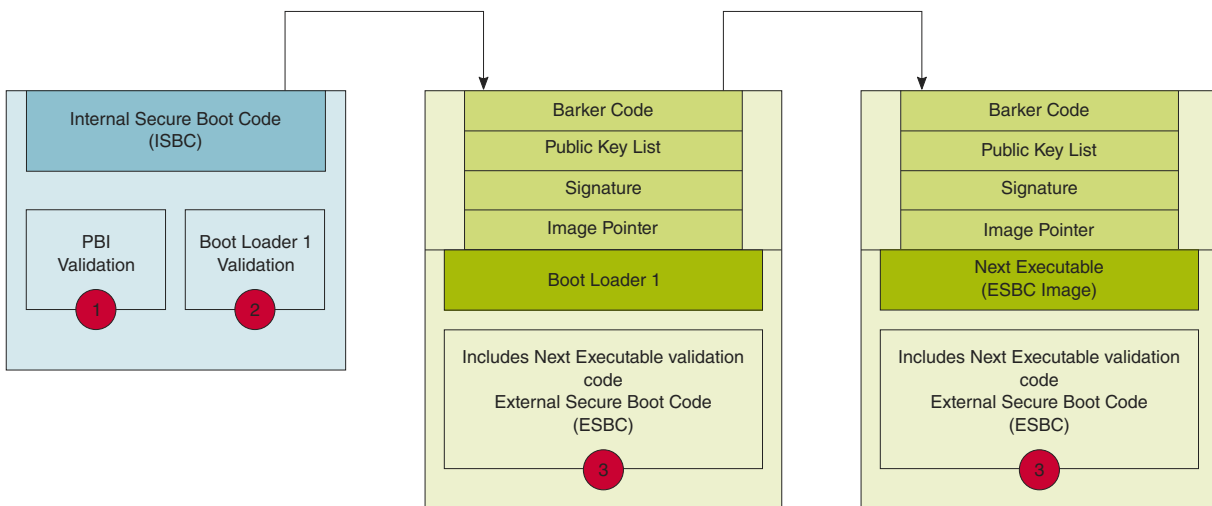 Internal Secure Boot Code
(ISBC)
PBI
Validation
1
Boot Loader 1
Validation
2
Barker Code
Public Key List
Signature
Image Pointer
Boot Loader 1
Includes Next Executable validation
code
External Secure Boot Code
(ESBC)
3
Barker Code
Public Key List
Signature
Image Pointer
Next Executable
(ESBC Image)
Includes Next Executable validation
code
External Secure Boot Code
(ESBC)
3